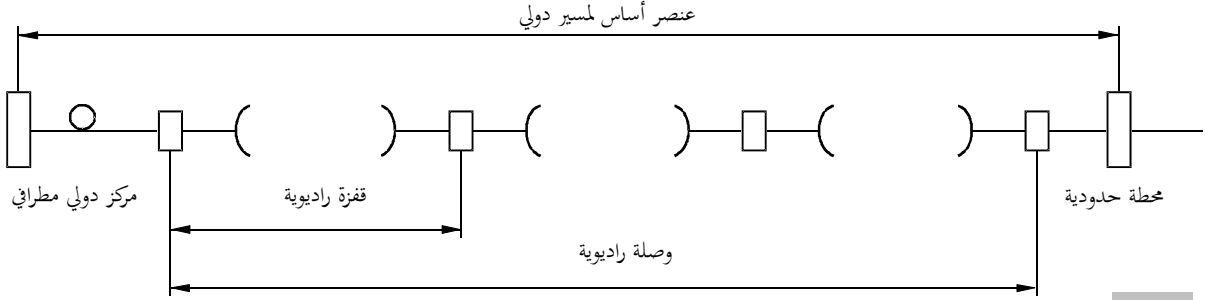 عنصر أساس لمسير دولي
مركز دولي مطرافي
قفزة راديوية
محطة حدودية
وصلة راديوية